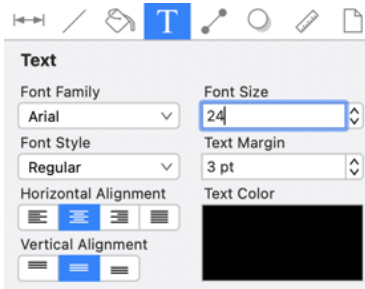 T
Text
Font Family Font Size
Arial 24
Font Style Text Margin
Regular 3 pt
Horizontal Alignment Text Color
Vertical Alignment